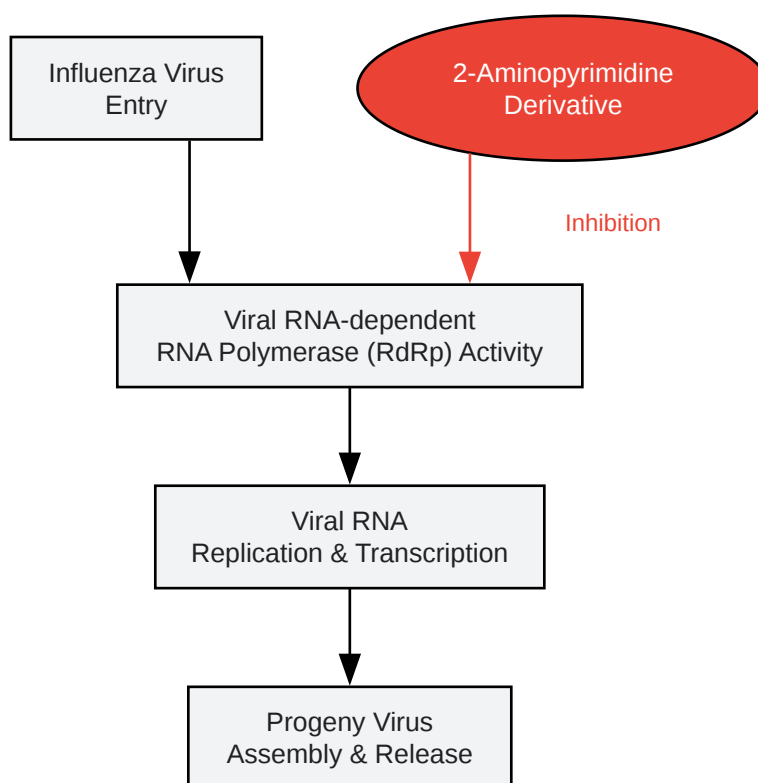 Influenza Virus
Entry
2-Aminopyrimidine
Derivative
Inhibition
Viral RNA-dependent
RNA Polymerase (RdRp) Activity
Viral RNA
Replication & Transcription
Progeny Virus
Assembly & Release